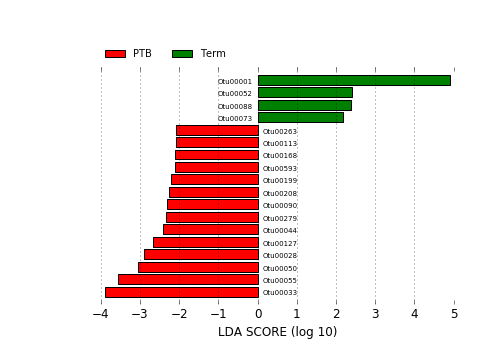 PTB Term
Otu00001
Otu00052
Otu00088
Otu00073
Otu00263
Otu00113
Otu00168
Otu00593
Otu00199
Otu00208
Otu00090
Otu00279
Otu00044
Otu00127
Otu00028
Otu00050
Otu00055
Otu00033
−4 −3 −2 −1 0 1 2 3 4 5
LDA SCORE (log 10)